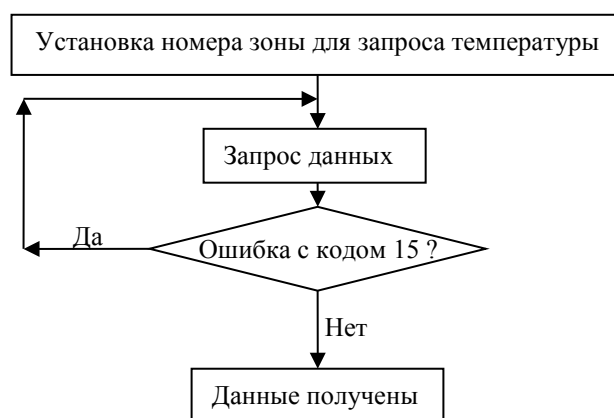 Установка номера зоны для запроса температуры
Запрос данных
Да
Ошибка с кодом 15 ?
Нет
Данные получены